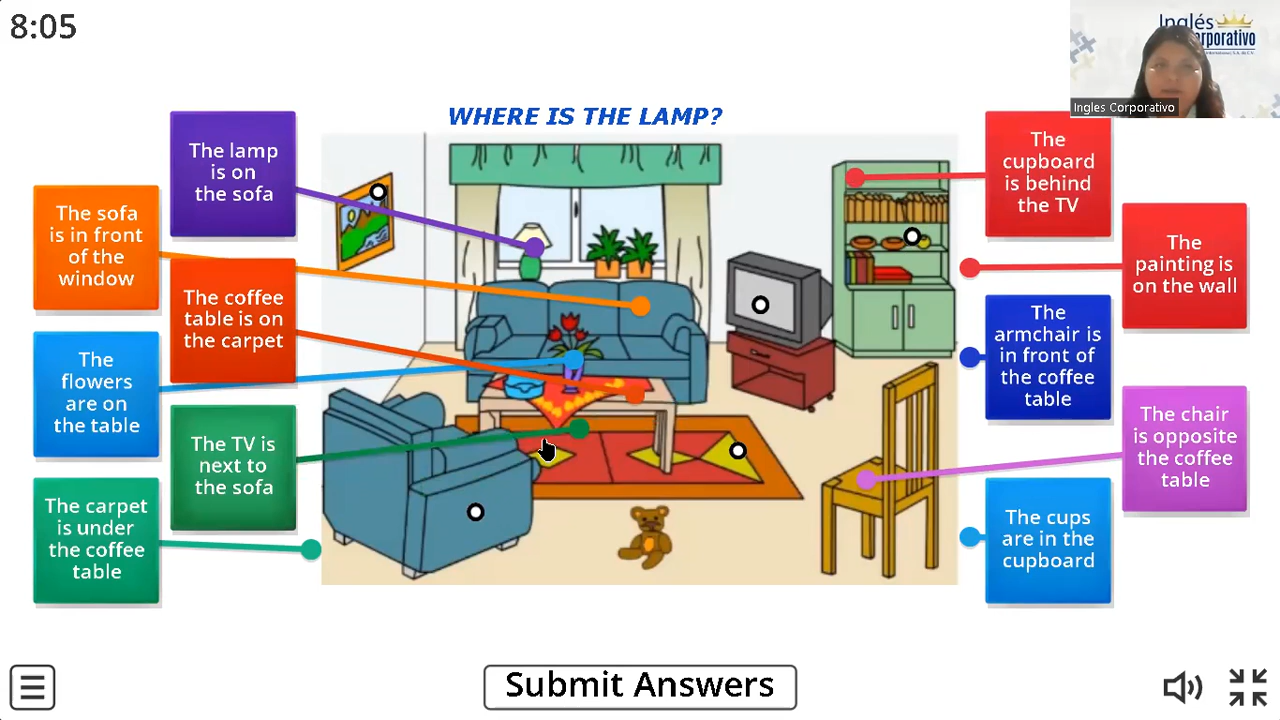 8:05
Inglés
Ingles Corporativo
WHERE IS THE LAMP?
The lamp
is on
the sofa
The sofa
is in front
of the
window
The coffee
table is on
the carpet
The
flowers
are on
the table
The TV is
next to
the sofa
The carpet
is under
the coffee
table
The
cupboard
is behind
the TV
The
painting is
on the wall
The
armchair is
in front of
the coffee
table
The chair
is opposite
the coffee
table
The cups
are in the
cupboard
Submit Answers